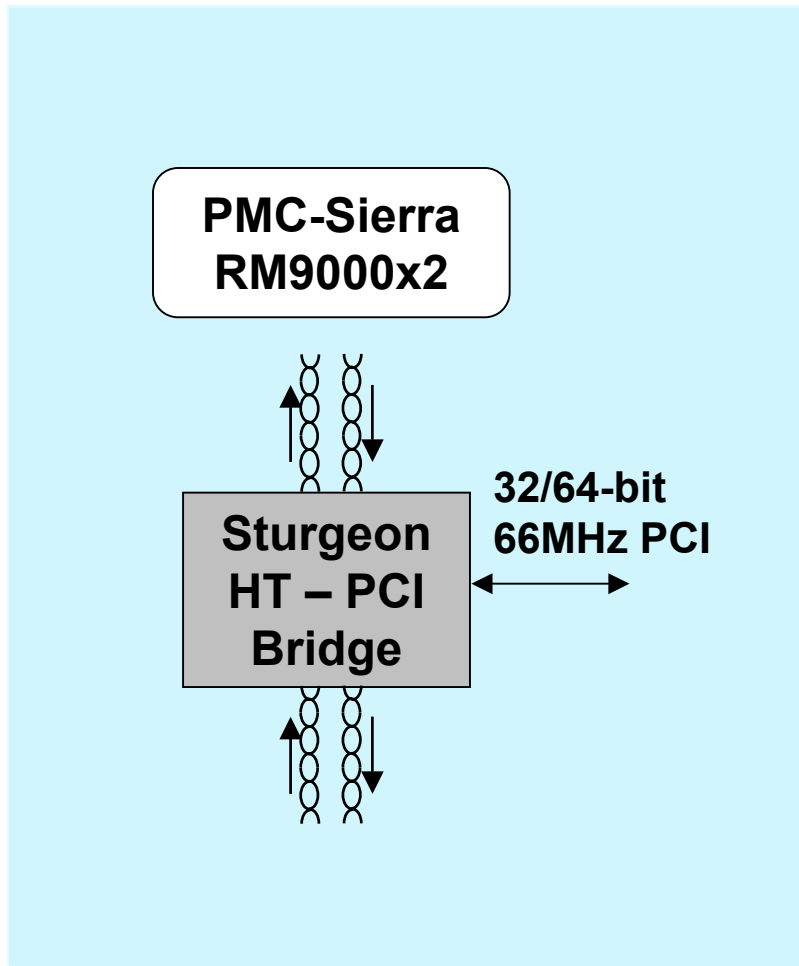 PMC-Sierra
RM9000x2
32/64-bit
66MHz PCI
Sturgeon
HT – PCI
Bridge